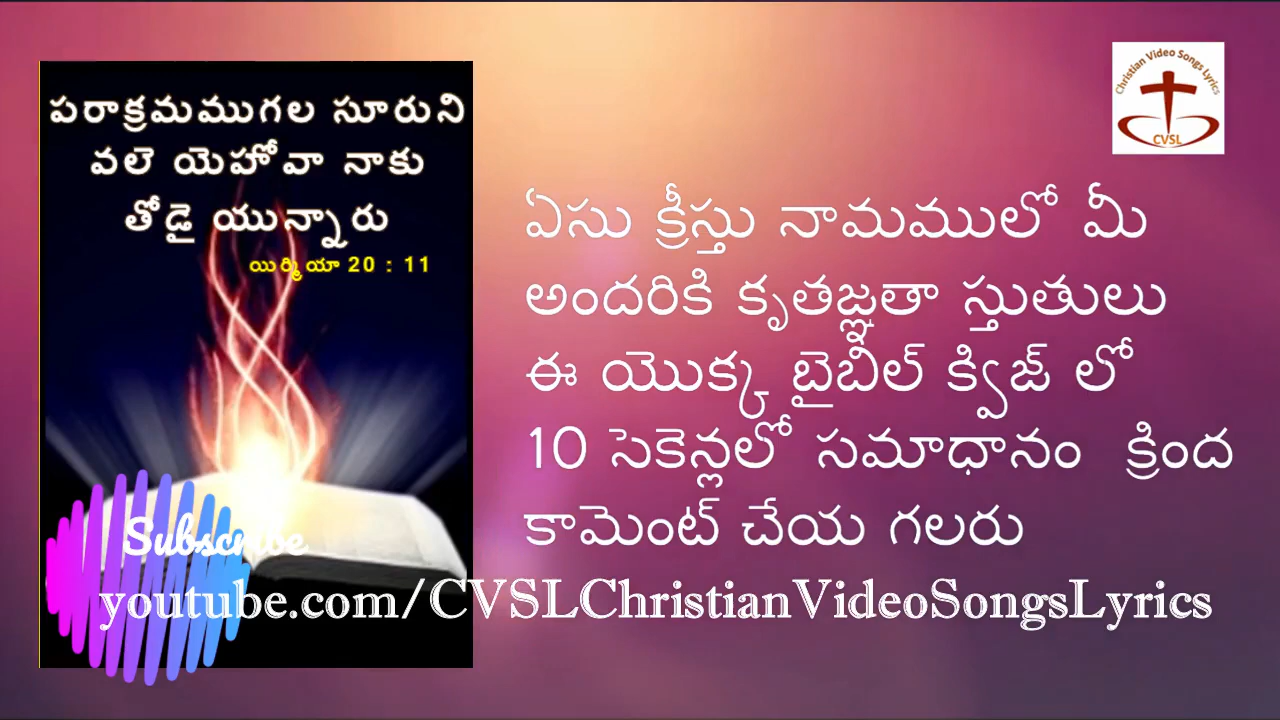 పరాక్రమముగల సూరుని
వలె యెహోవా నాకు
తోడై యున్నారు
యిర్మియా 20 : 11
Christian Video Songs Lyrics
CVSL
ఏసు క్రీస్తు నామములో మీ
అందరికి కృతజ్ఞతా స్తుతులు
ఈ యొక్క బైబిల్ క్విజ్ లో
10 సెకెన్లలో సమాధానం క్రింద
కామెంట్ చేయ గలరు
Subscribe
youtube.com/CVSLChristianVideoSongsLyrics